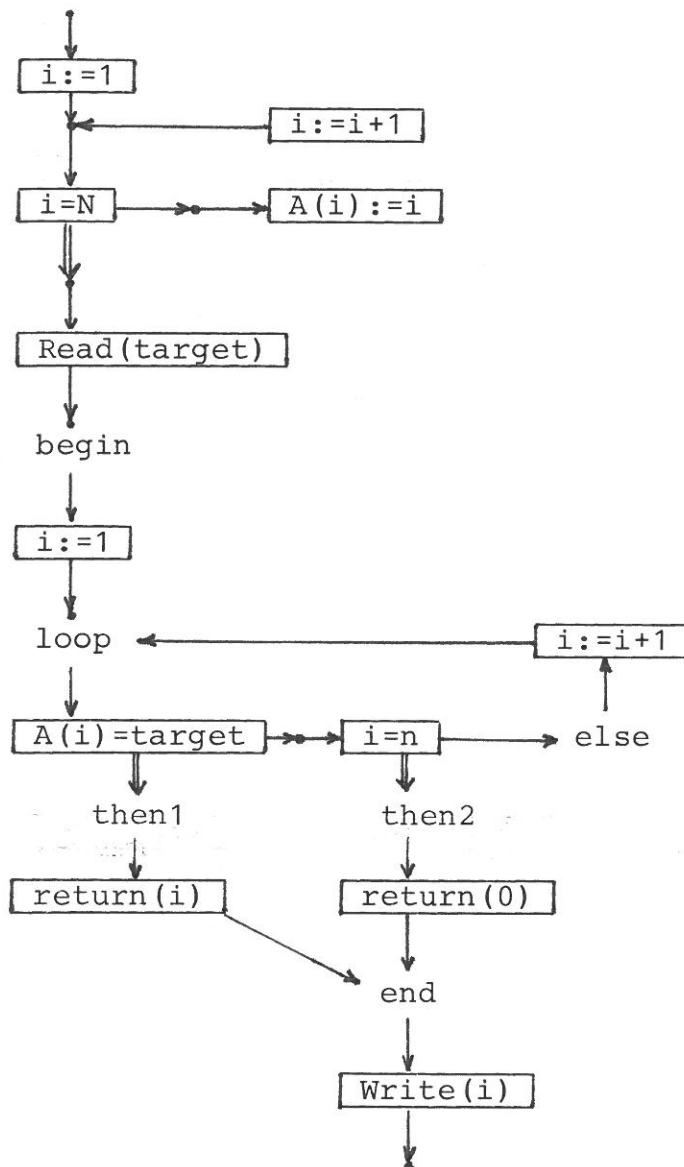 i:=1
i:=i+1
i=N
A(i):=i
Read(target)
begin
i:=1
loop
i:=i+1
A(i)=target
i=n
else
then1
then2
return(i)
return(0)
end
Write(i)